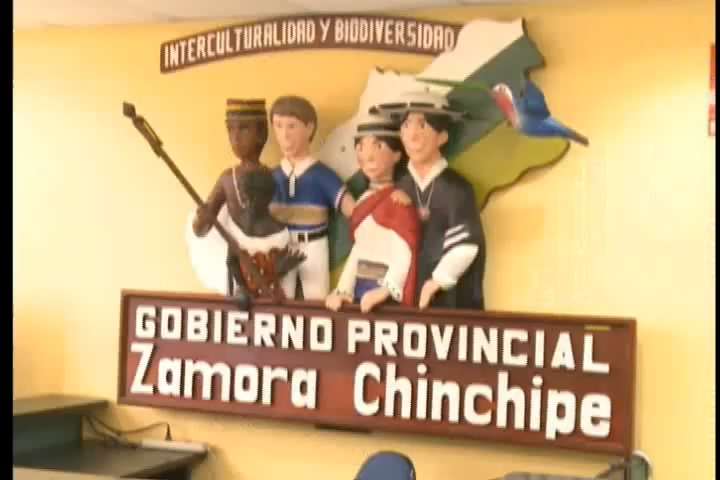 INTERCULTURALIDAD Y BIODIVERSIDAD
GOBIERNO PROVINCIAL
Zamora Chinchipe